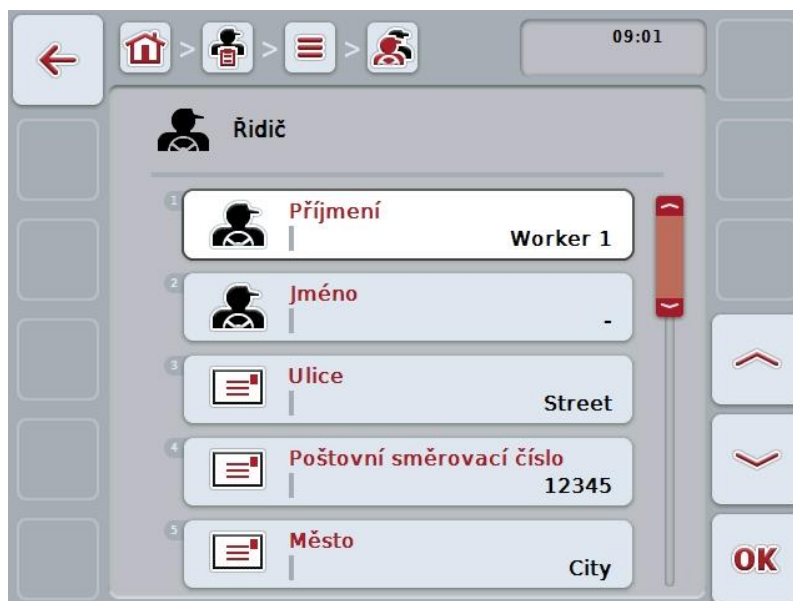 09:01
Řidič
1
Příjmení
Worker 1
2
Jméno
-
3
Ulice
Street
4
Poštovní směrovací číslo
12345
5
Město
City
OK